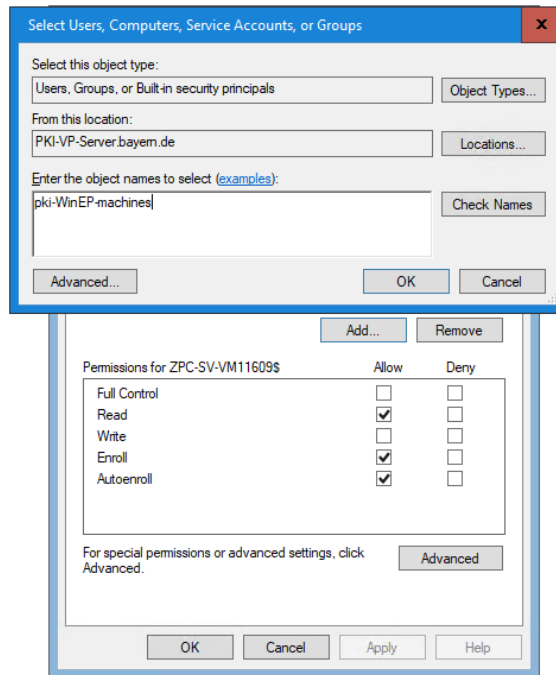 Select Users, Computers, Service Accounts, or Groups
x
Select this object type:
Users, Groups, or Built-in security principals
Object Types...
From this location:
PKI-VP-Server.bayern.de
Locations...
Enter the object names to select (examples):
pki-WinEP-machines
Check Names
Advanced...
OK
Cancel
Add...
Remove
Permissions for ZPC-SV-VM11609$
Allow
Deny
Full Control
Read
Write
Enroll
Autoenroll
For special permissions or advanced settings, click
Advanced.
Advanced
OK
Cancel
Apply
Help